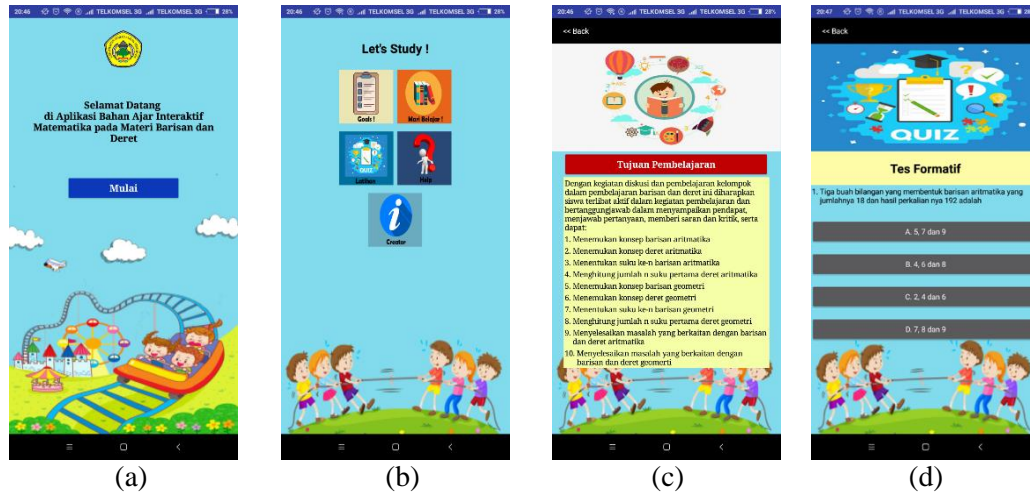 20:46 TELKOMSEL 3G TELKOMSEL 3G 28%
Selamat Datang
di Aplikasi Bahan Ajar Interaktif
Matematika pada Materi Barisan dan
Deret
Mulai
(a)
20:46 TELKOMSEL 3G TELKOMSEL 3G 28%
Let's Study !
Goals !
Mari Belajar !
QUIZ
Latihan
Help
Creator
(b)
20:46 TELKOMSEL 3G TELKOMSEL 3G 28%
<< Back
Tujuan Pembelajaran
Dengan kegiatan diskusi dan pembelajaran kelompok
dalam pembelajaran barisan dan deret ini diharapkan
siswa terlibat aktif dalam kegiatan pembelajaran dan
bertanggungjawab dalam menyampaikan pendapat,
menjawab pertanyaan, memberi saran dan kritik, serta
dapat:
1. Menemukan konsep barisan aritmatika
2. Menemukan konsep deret aritmatika
3. Menentukan suku ke-n barisan aritmatika
4. Menghitung jumlah n suku pertama deret aritmatika
5. Menemukan konsep barisan geometri
6. Menemukan konsep deret geometri
7. Menentukan suku ke-n barisan geometri
8. Menghitung jumlah n suku pertama deret geometri
9. Menyelesaikan masalah yang berkaitan dengan barisan
dan deret aritmatika
10. Menyelesaikan masalah yang berkaitan dengan
barisan dan deret geomerti
(c)
20:47 TELKOMSEL 3G TELKOMSEL 3G 28
<< Back
QUIZ
Tes Formatif
1. Tiga buah bilangan yang membentuk barisan aritmatika yang
jumlahnya 18 dan hasil perkalian nya 192 adalah
A. 5, 7 dan 9
B. 4, 6 dan 8
C. 2, 4 dan 6
D. 7, 8 dan 9
(d)